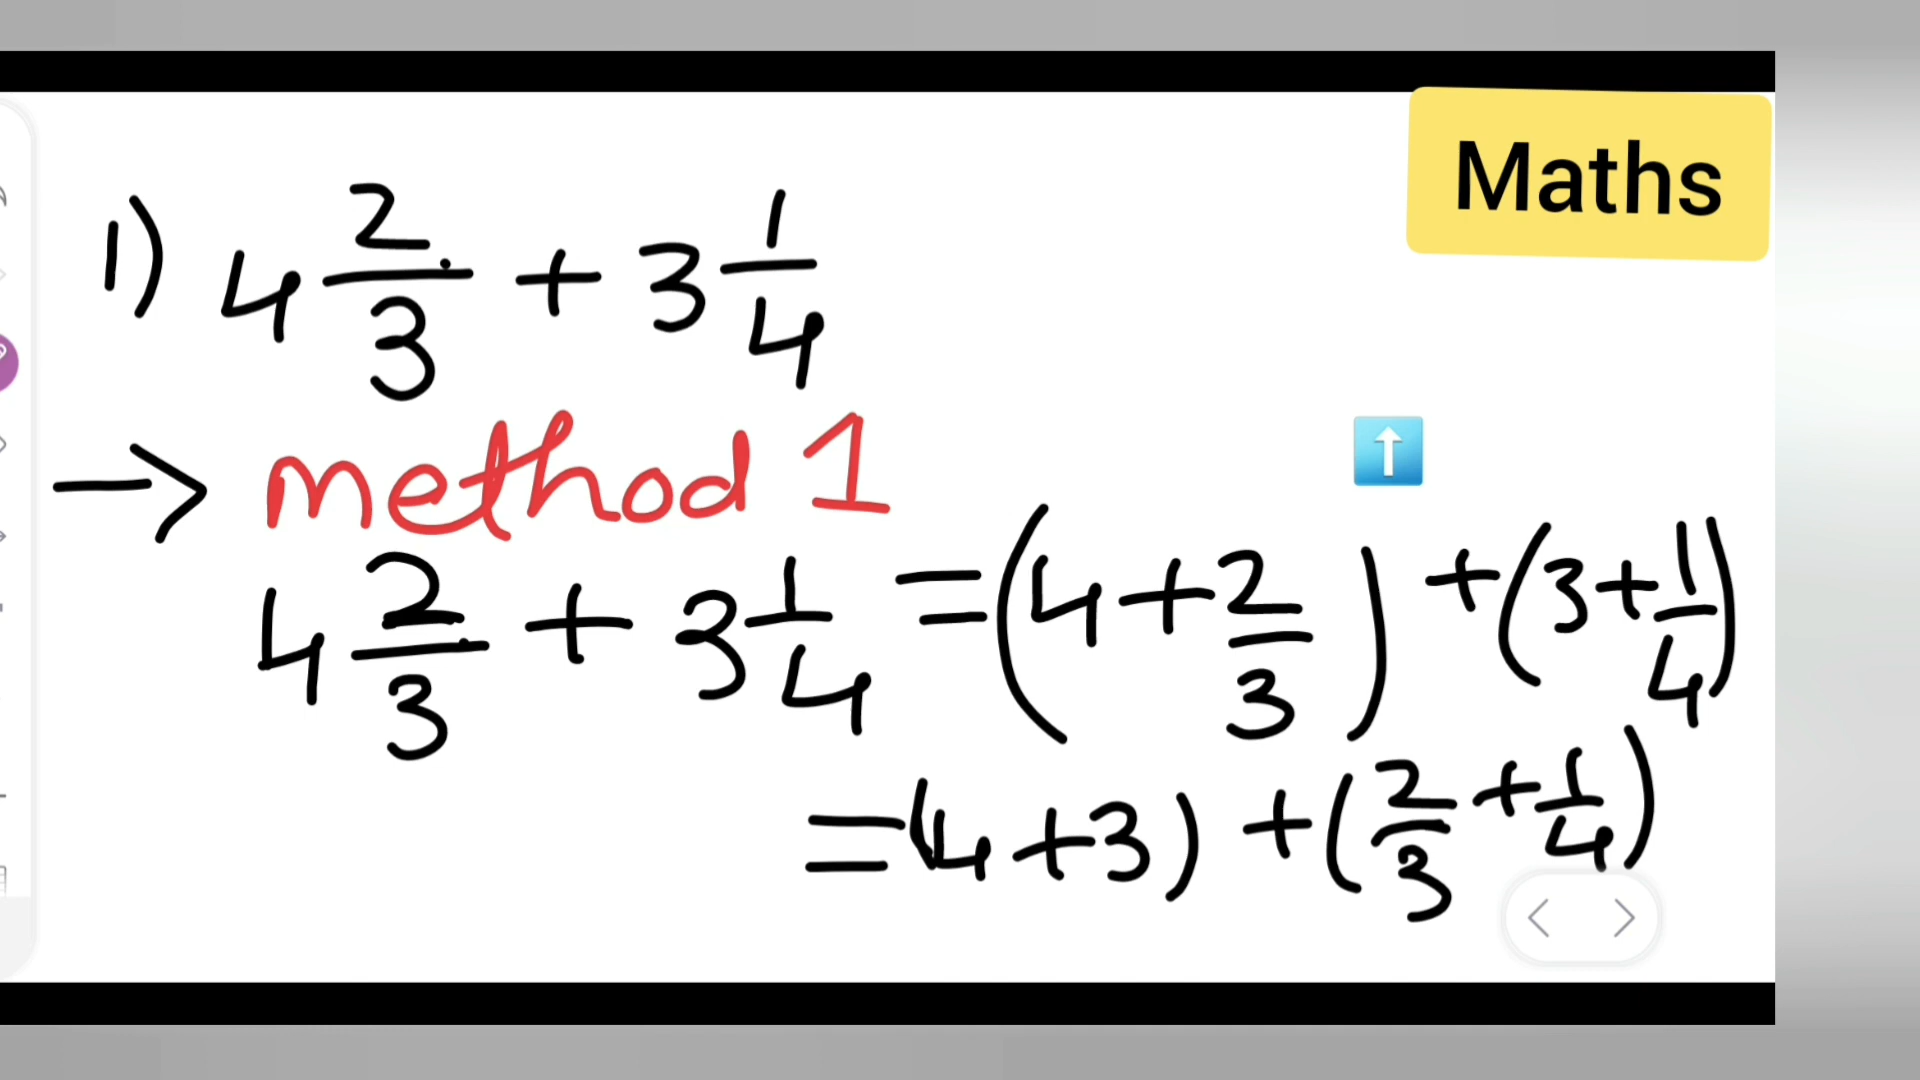 Maths
1) 4 2/3 + 3 1/4
→ method 1
4 2/3 + 3 1/4 = (4 + 2/3) + (3 + 1/4)
= (4 + 3) + (2/3 + 1/4)